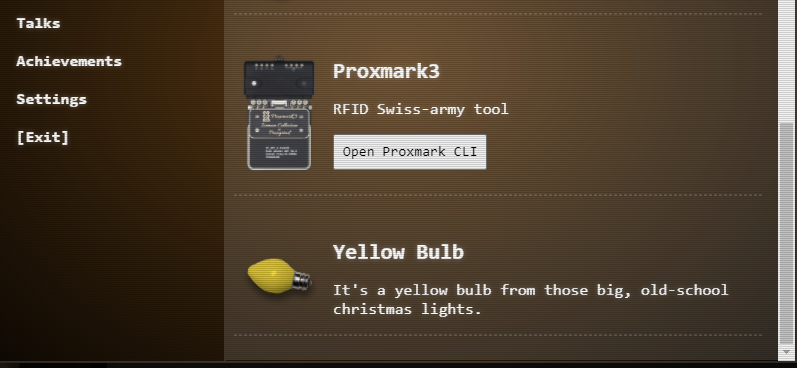 Talks
Achievements
Settings
[Exit]
Proxmark3
RFID Swiss-army tool
Open Proxmark CLI
Yellow Bulb
It's a yellow bulb from those big, old-school
christmas lights.